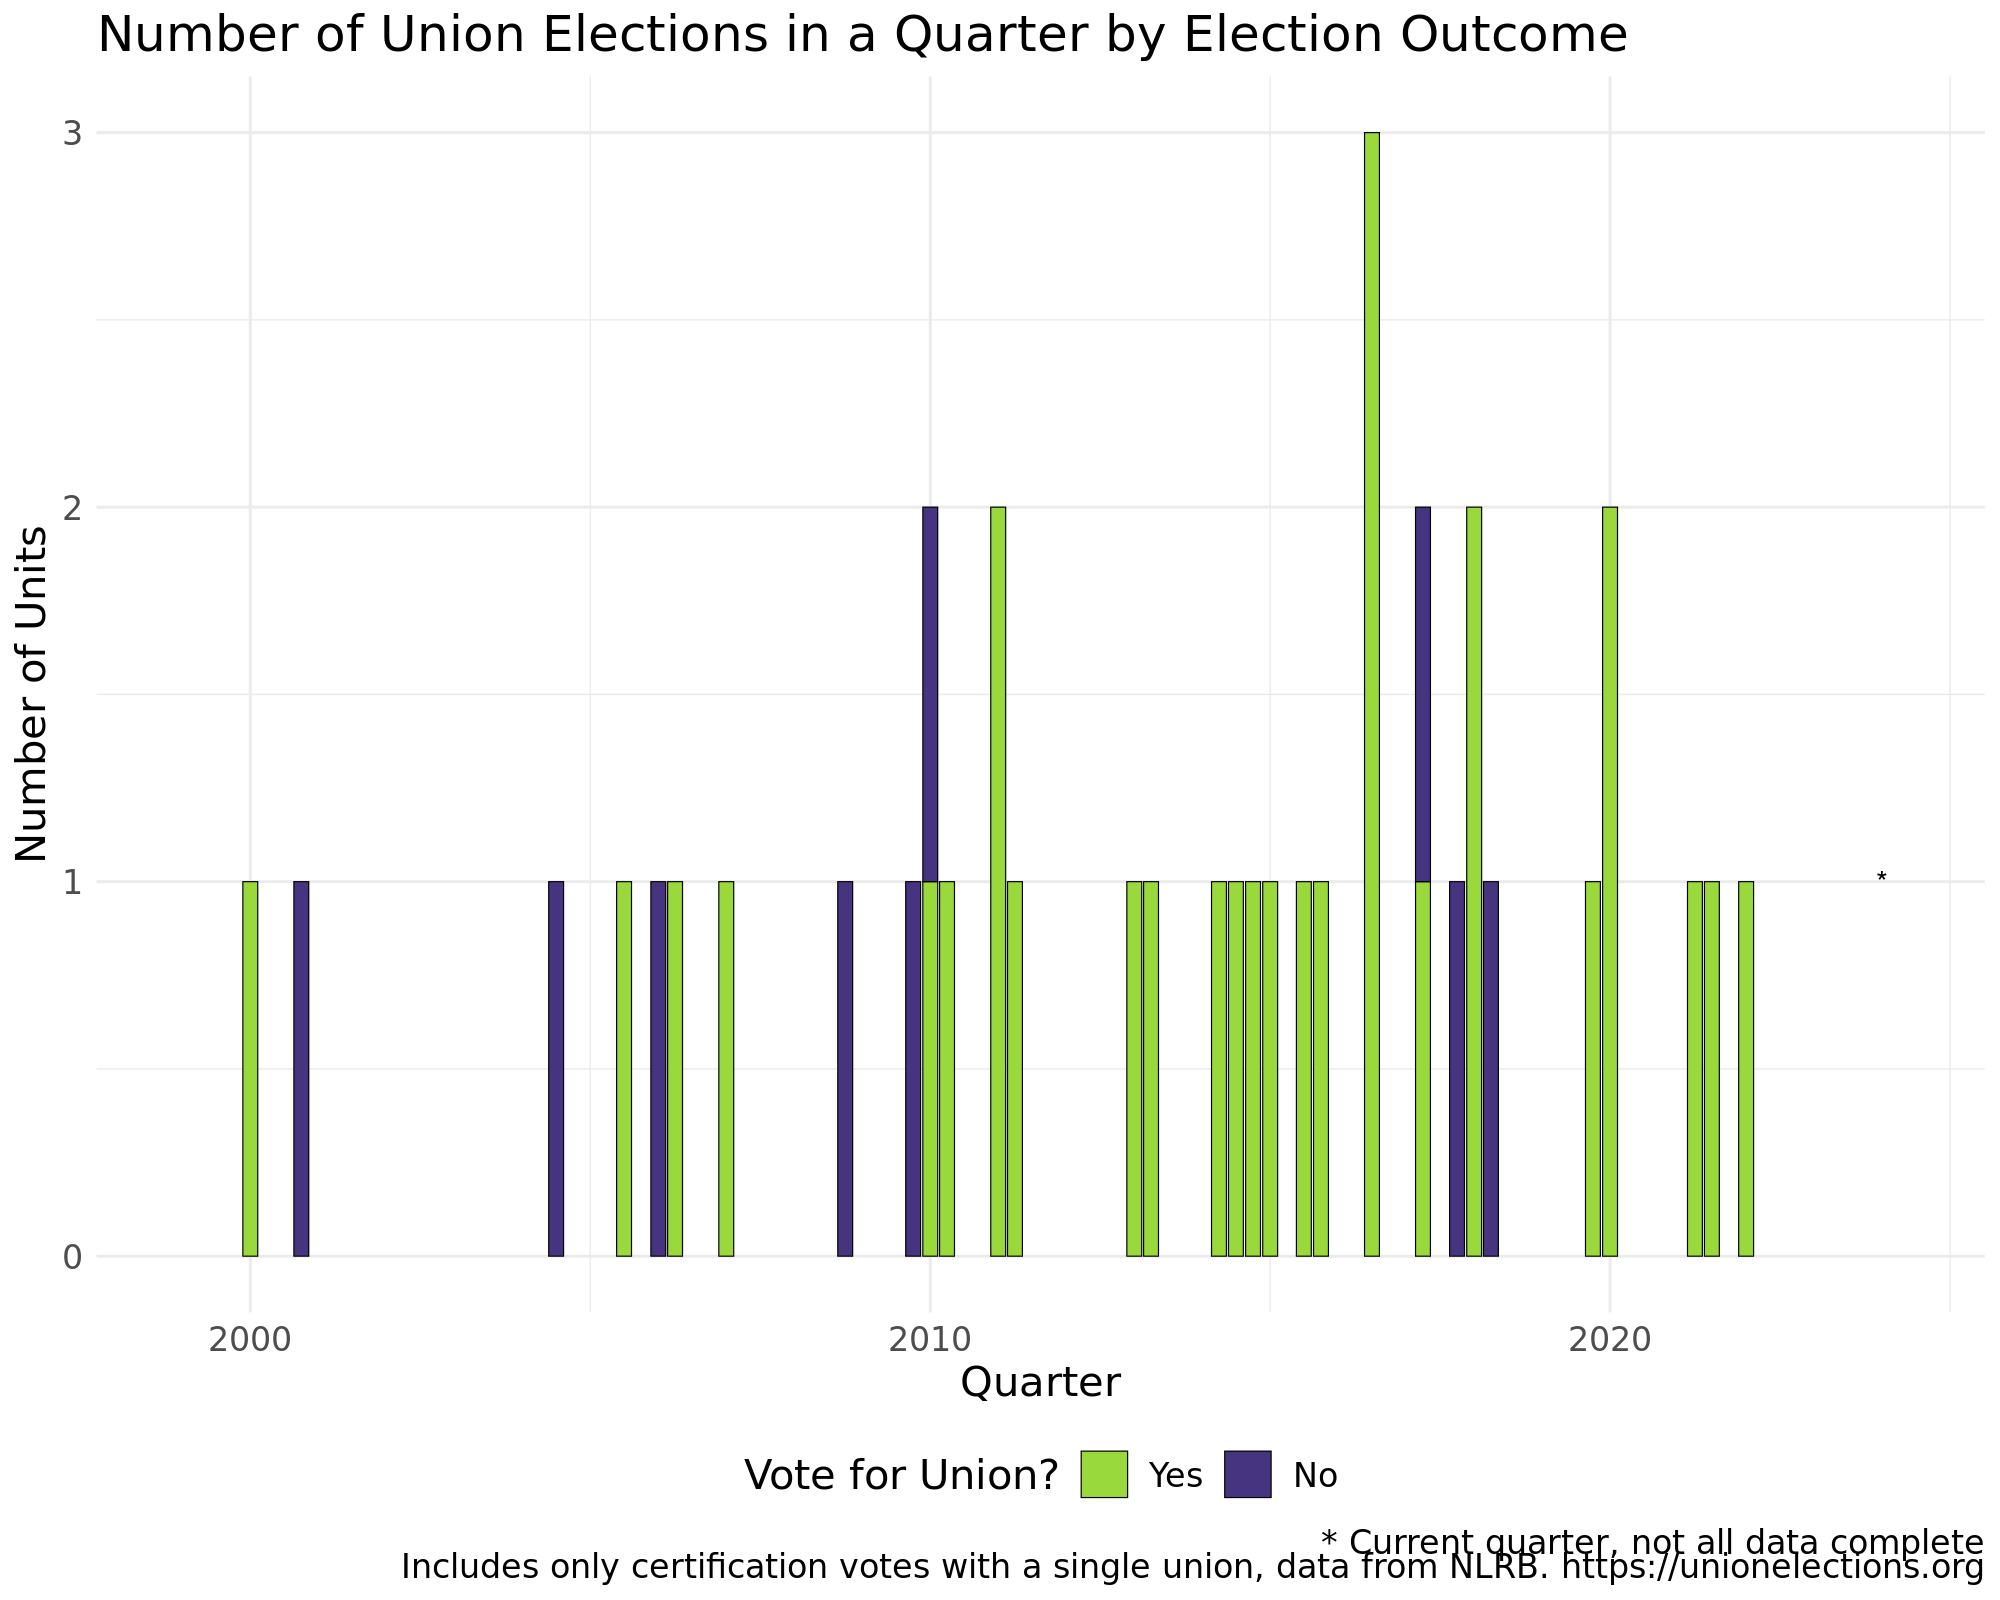 Number of Union Elections in a Quarter by Election Outcome
3
2
1
0
Number of Units
*
2000 2010 2020
Quarter
Vote for Union? Yes No
* Current quarter, not all data complete
Includes only certification votes with a single union, data from NLRB. https://unionelections.org